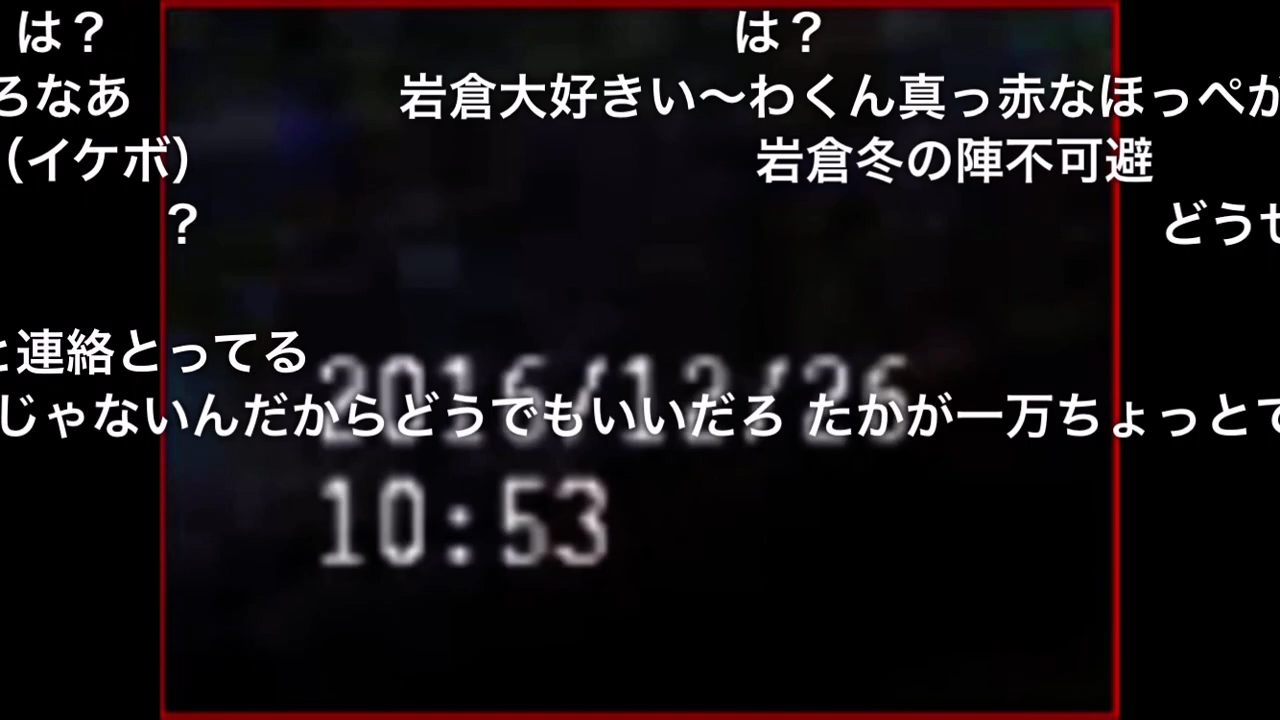 は？ は？
ろなあ 岩倉大好きい〜わくん真っ赤なほっぺが
（イケボ） 岩倉冬の陣不可避
？ どうせ
と連絡とってる
2016/12/26
じゃないんだからどうでもいいだろ たかが一万ちょっとで
10:53